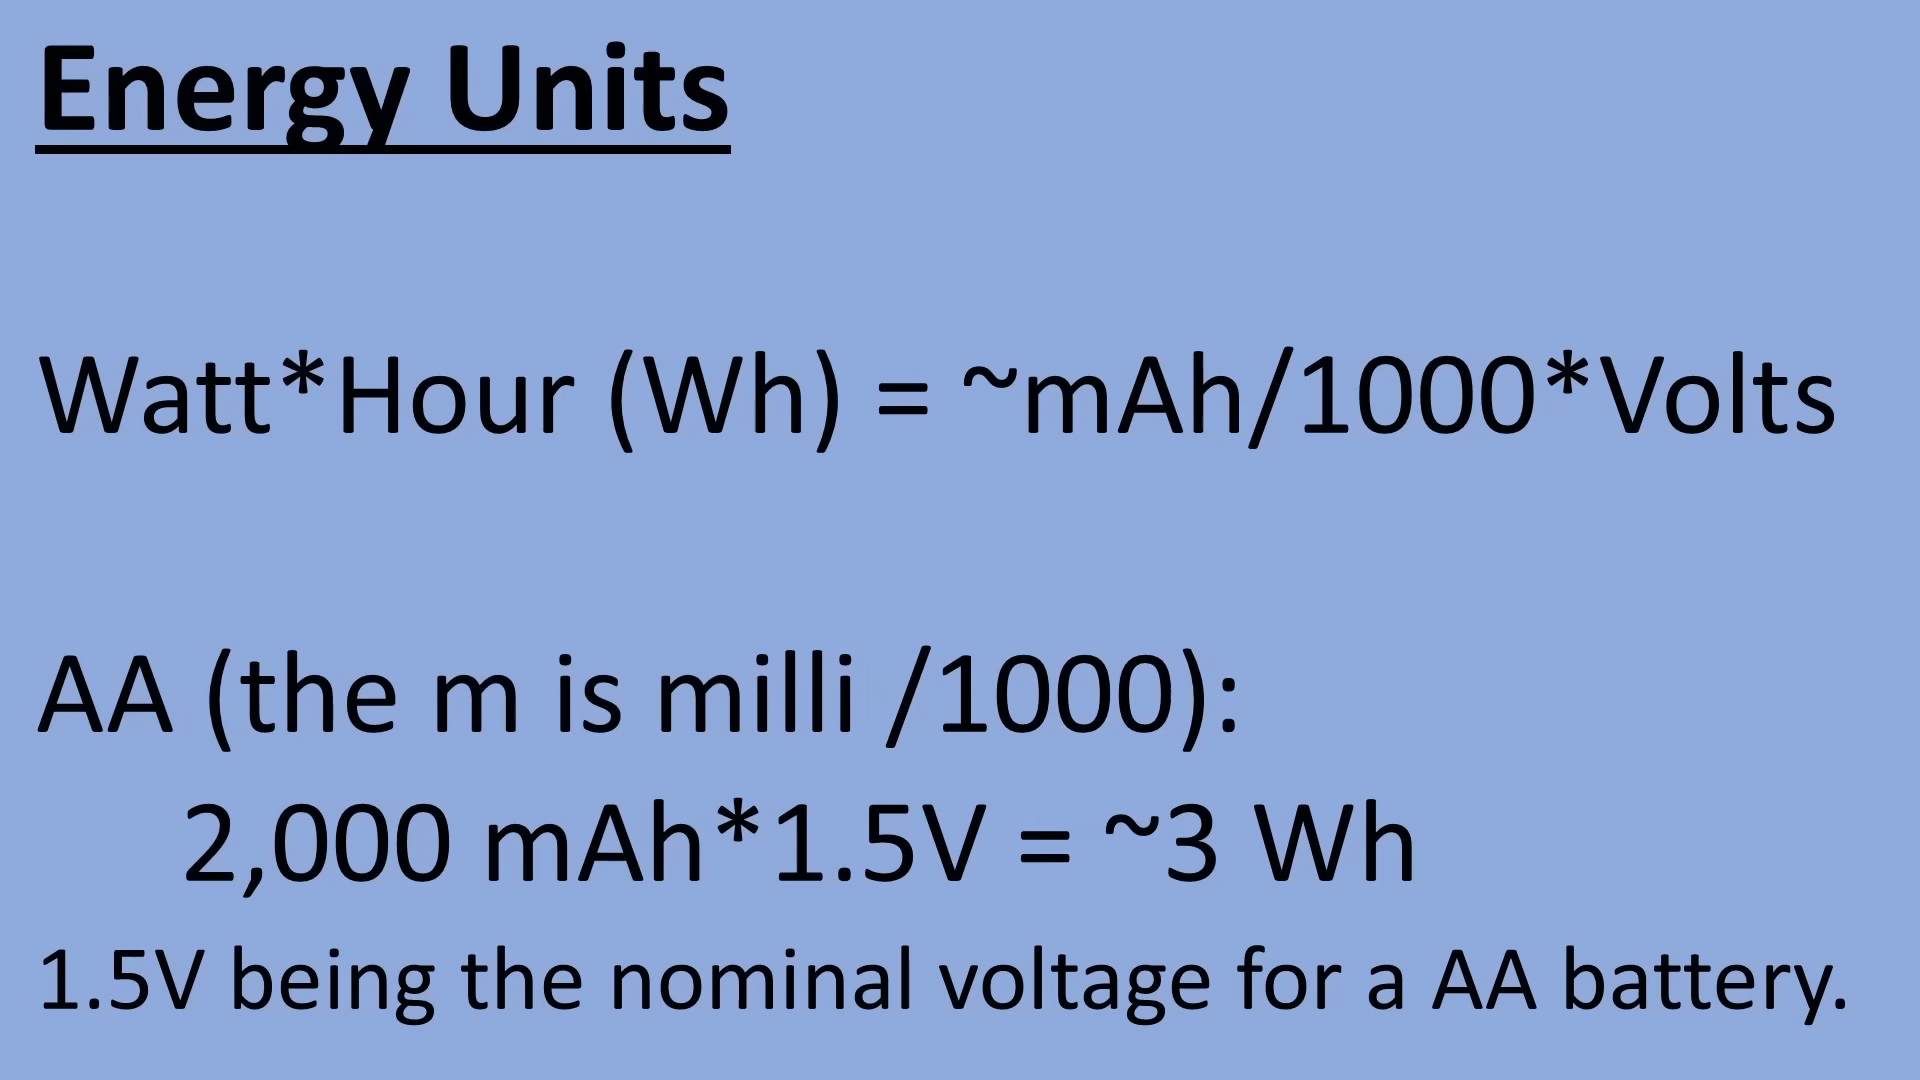 Energy Units
Watt*Hour (Wh) = ~mAh/1000*Volts
AA (the m is milli /1000):
2,000 mAh*1.5V = ~3 Wh
1.5V being the nominal voltage for a AA battery.